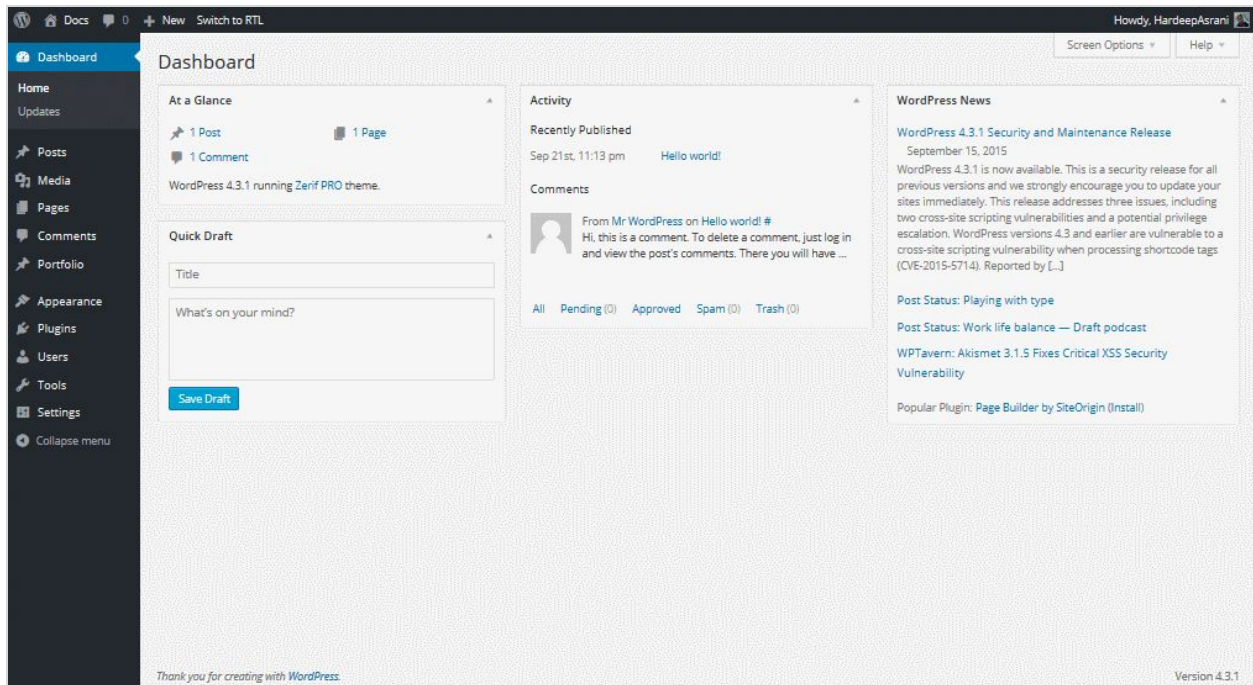 Docs 0 + New Switch to RTL Howdy, HardeepAsrani
Screen Options Help
Dashboard
Home
Updates
Posts
Media
Pages
Comments
Portfolio
Appearance
Plugins
Users
Tools
Settings
Collapse menu
Dashboard
At a Glance
1 Post 1 Page
1 Comment
WordPress 4.3.1 running Zerif PRO theme.
Quick Draft
Title
What's on your mind?
Save Draft
Activity
Recently Published
Sep 21st, 11:13 pm Hello world!
Comments
From Mr WordPress on Hello world! #
Hi, this is a comment. To delete a comment, just log in
and view the post's comments. There you will have ...
All Pending (0) Approved Spam (0) Trash (0)
WordPress News
WordPress 4.3.1 Security and Maintenance Release
September 15, 2015
WordPress 4.3.1 is now available. This is a security release for all
previous versions and we strongly encourage you to update your
sites immediately. This release addresses three issues, including
two cross-site scripting vulnerabilities and a potential privilege
escalation. WordPress versions 4.3 and earlier are vulnerable to a
cross-site scripting vulnerability when processing shortcode tags
(CVE-2015-5714). Reported by [...]
Post Status: Playing with type
Post Status: Work life balance — Draft podcast
WPTavern: Akismet 3.1.5 Fixes Critical XSS Security
Vulnerability
Popular Plugin: Page Builder by SiteOrigin (Install)
Thank you for creating with WordPress.
Version 4.3.1